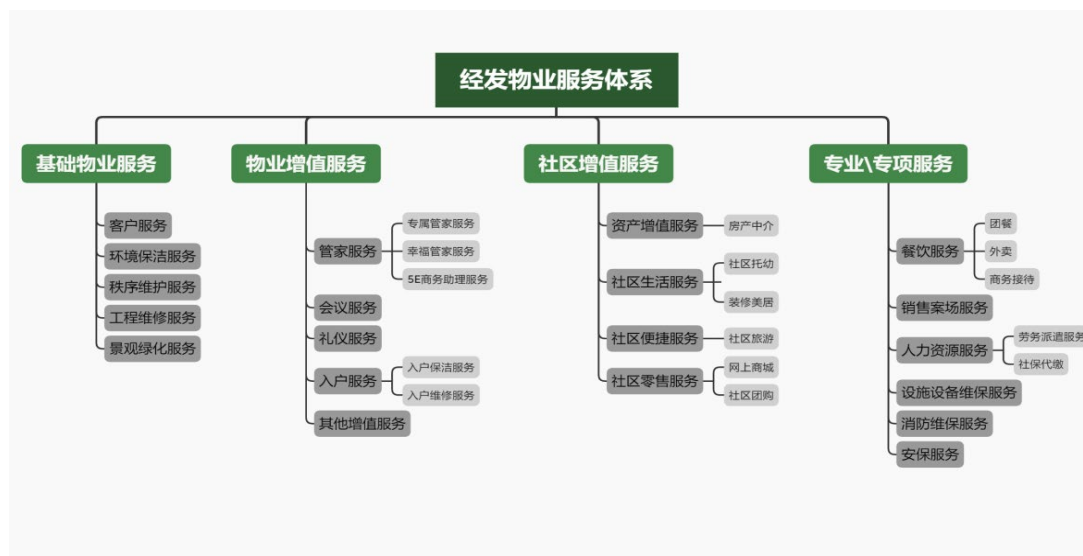 经发物业服务体系
基础物业服务
客户服务
环境保洁服务
秩序维护服务
工程维修服务
景观绿化服务
物业增值服务
管家服务
专属管家服务
幸福管家服务
5E商务助理服务
会议服务
礼仪服务
入户服务
入户保洁服务
入户维修服务
其他增值服务
社区增值服务
资产增值服务
房产中介
社区生活服务
社区托幼
装修美居
社区便捷服务
社区旅游
社区零售服务
网上商城
社区团购
专业\专项服务
餐饮服务
团餐
外卖
商务接待
销售案场服务
人力资源服务
劳务派遣服务
社保代缴
设施设备维保服务
消防维保服务
安保服务